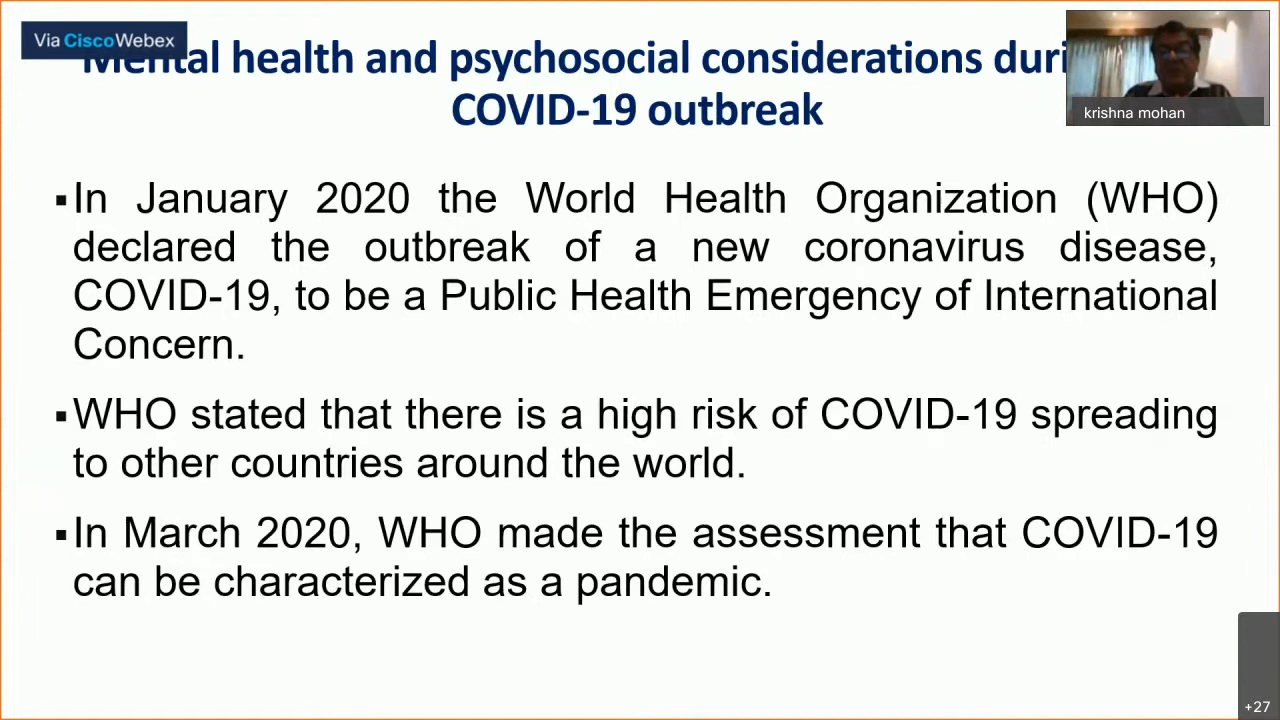 Via CiscoWebex
Mental health and psychosocial considerations duri
COVID-19 outbreak
krishna mohan
▪In January 2020 the World Health Organization (WHO)
declared the outbreak of a new coronavirus disease,
COVID-19, to be a Public Health Emergency of International
Concern.
▪WHO stated that there is a high risk of COVID-19 spreading
to other countries around the world.
▪In March 2020, WHO made the assessment that COVID-19
can be characterized as a pandemic.
+27